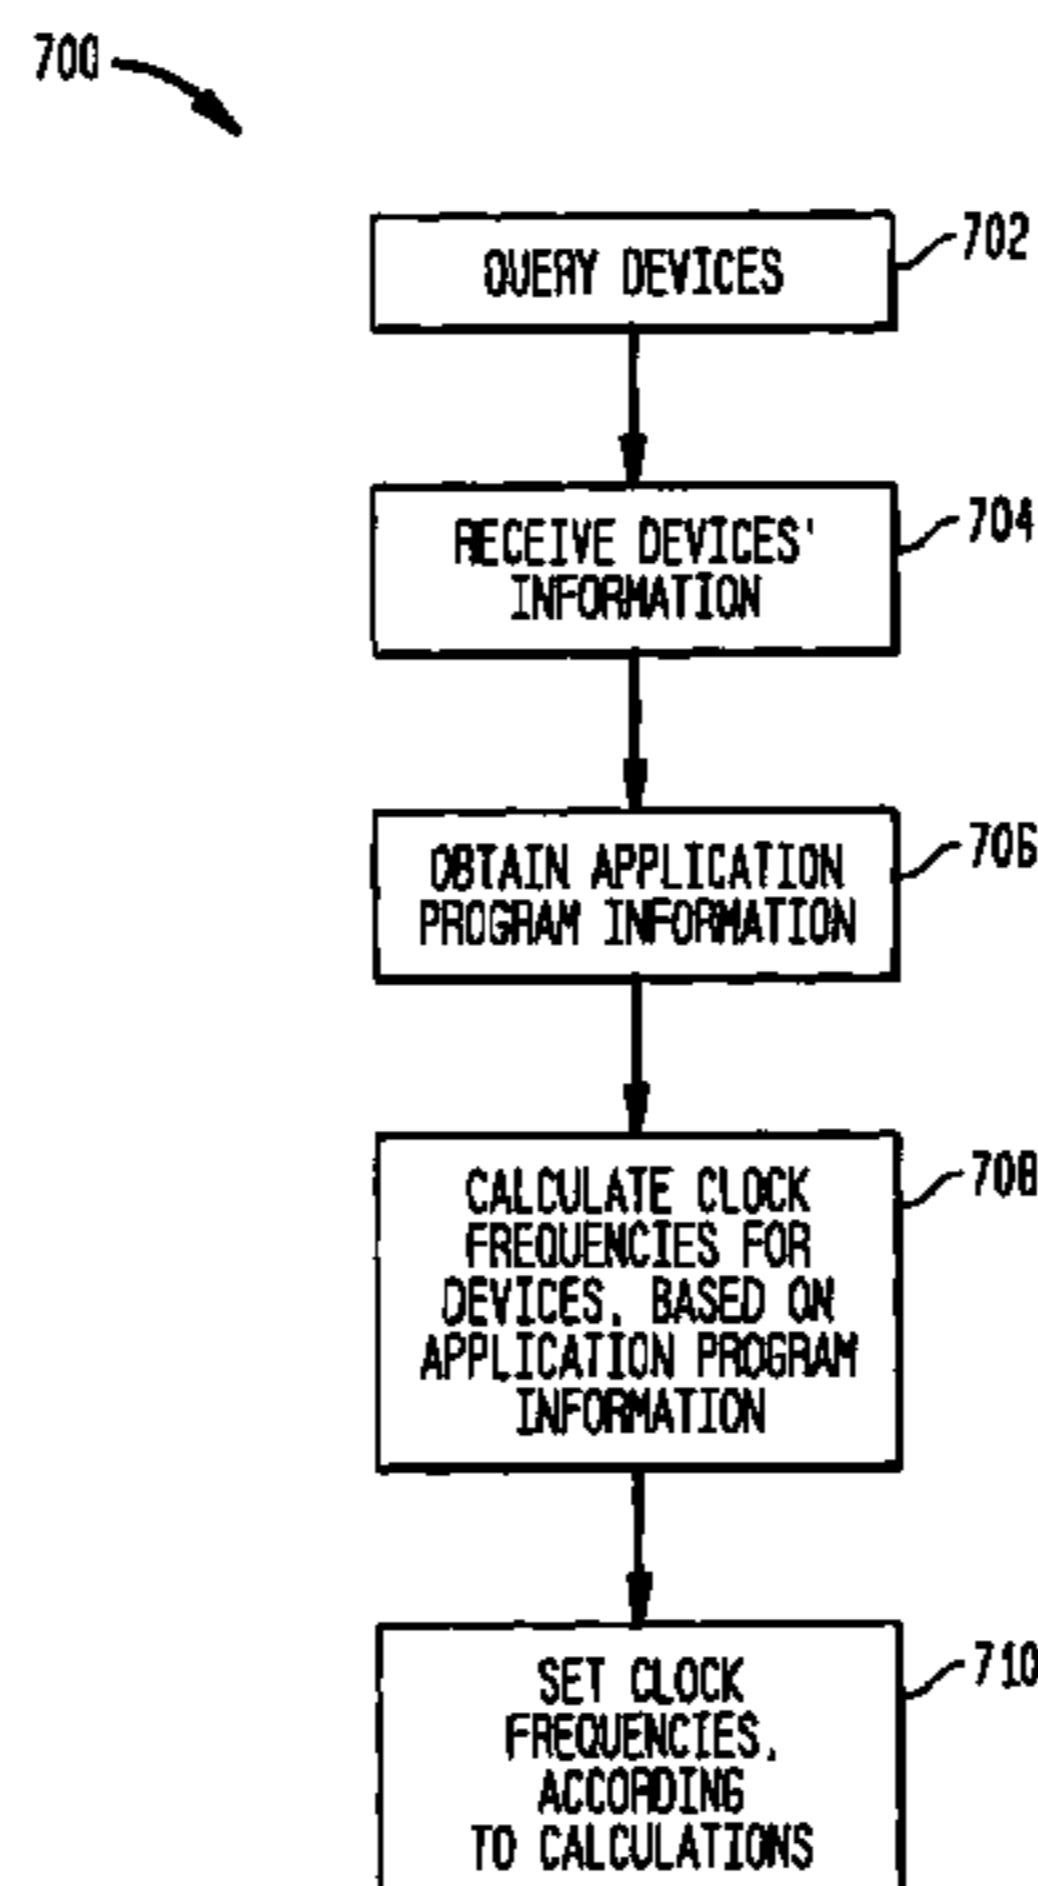 700
QUERY DEVICES
702
RECEIVE DEVICES'
INFORMATION
704
OBTAIN APPLICATION
PROGRAM INFORMATION
706
CALCULATE CLOCK
FREQUENCIES FOR
DEVICES, BASED ON
APPLICATION PROGRAM
INFORMATION
708
SET CLOCK
FREQUENCIES,
ACCORDING
TO CALCULATIONS
710